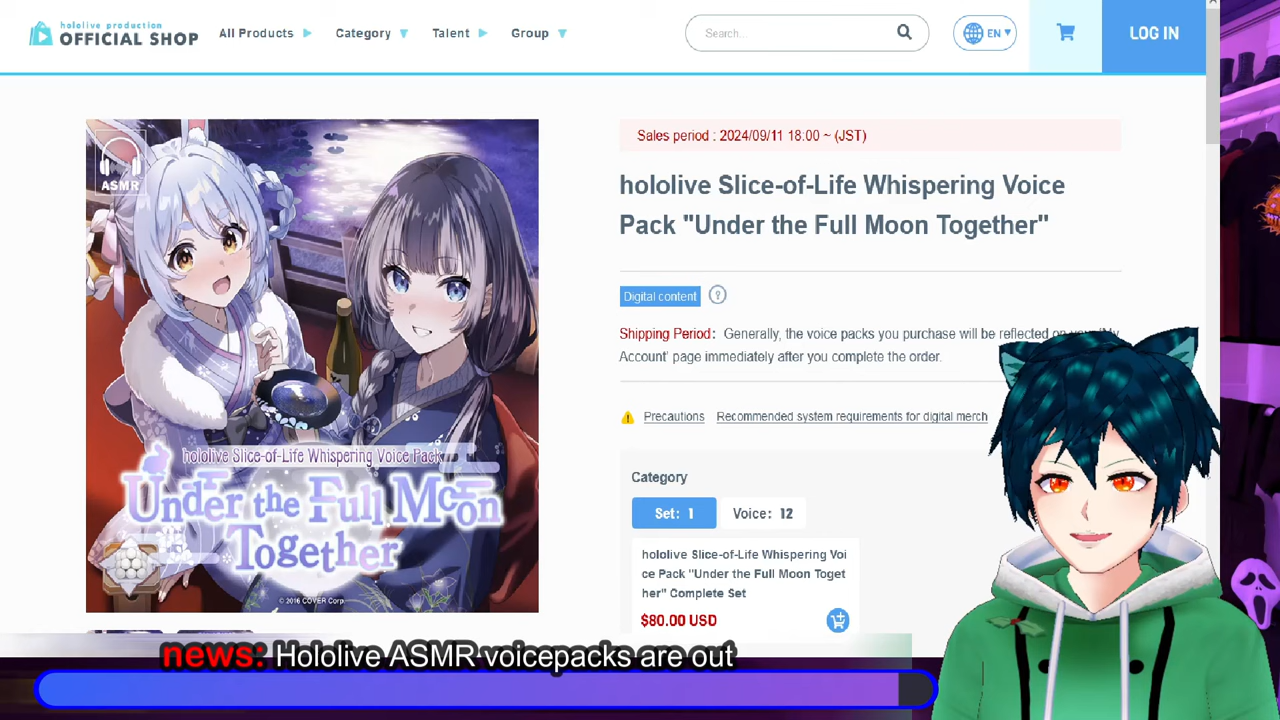 hololive production
OFFICIAL SHOP
All Products
Category
Talent
Group
Search...
EN
LOG IN
ASMR
hololive Slice-of-Life Whispering Voice Pack
Under the Full Moon
Together
© 2016 COVER Corp.
Sales period : 2024/09/11 18:00 ~ (JST)
hololive Slice-of-Life Whispering Voice
Pack "Under the Full Moon Together"
Digital content
Shipping Period: Generally, the voice packs you purchase will be reflected on
Account' page immediately after you complete the order.
Precautions
Recommended system requirements for digital merch
Category
Set: 1
Voice: 12
hololive Slice-of-Life Whispering Voi
ce Pack "Under the Full Moon Toget
her" Complete Set
$80.00 USD
news: Hololive ASMR voicepacks are out